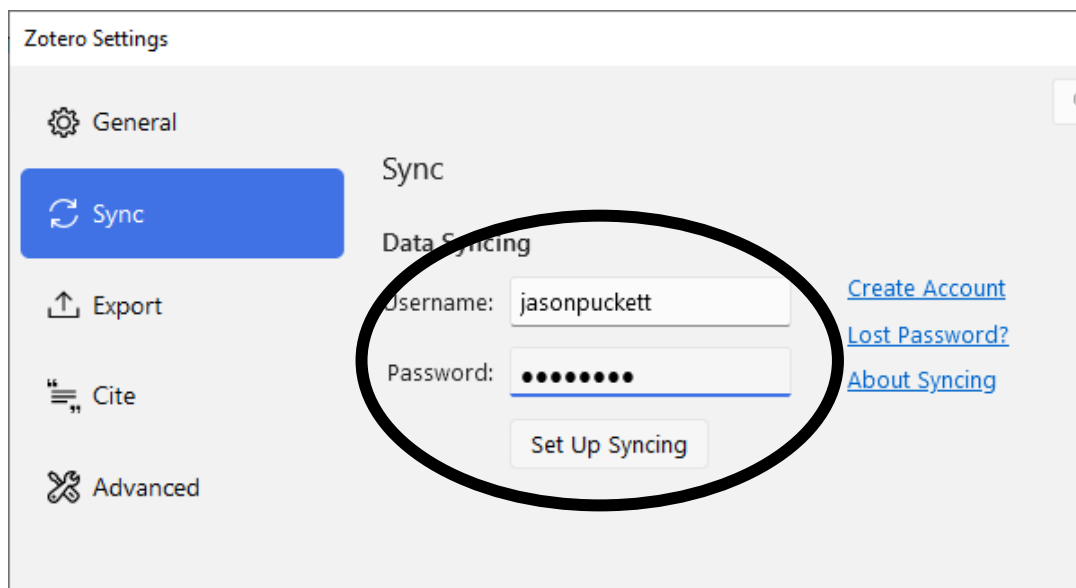 Zotero Settings
General
Sync
Export
Cite
Advanced
Sync
Data Syncing
Username: jasonpuckett
Password: ••••••••
Set Up Syncing
Create Account
Lost Password?
About Syncing